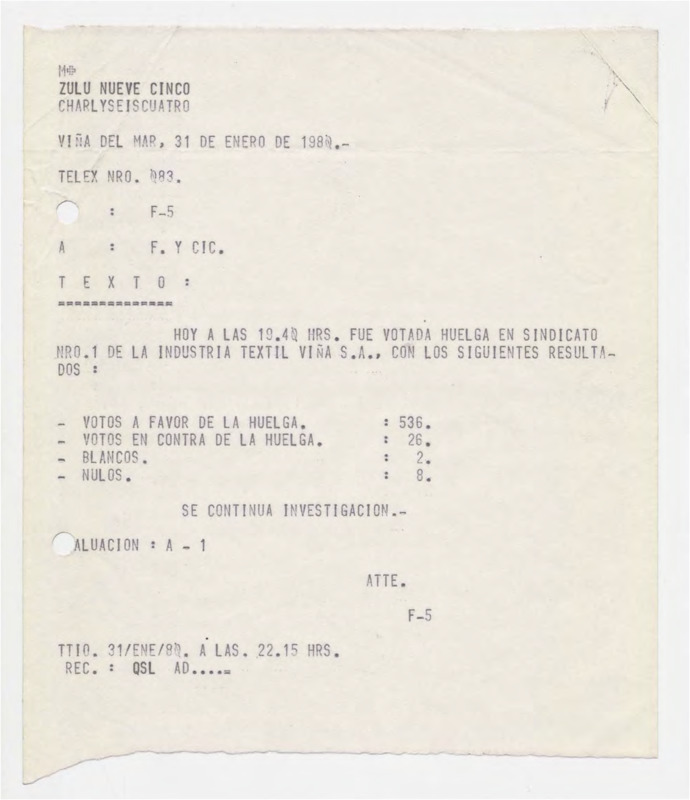 ZULU NUEVE CINCO
CHARLYSEISCUATRO
VIÑA DEL MAR, 31 DE ENERO DE 1980.-
TELEX NRO. 083.
: F-5
A : F. Y CIC.
T E X T O :
==============
HOY A LAS 19.40 HRS. FUE VOTADA HUELGA EN SINDICATO
NRO.1 DE LA INDUSTRIA TEXTIL VIÑA S.A., CON LOS SIGUIENTES RESULTA-
DOS :
- VOTOS A FAVOR DE LA HUELGA. : 536.
- VOTOS EN CONTRA DE LA HUELGA. : 26.
- BLANCOS. : 2.
- NULOS. : 8.
SE CONTINUA INVESTIGACION.-
ALUACION : A - 1
ATTE.
F-5
TTIO. 31/ENE/80. A LAS. 22.15 HRS.
REC. : QSL AD....=